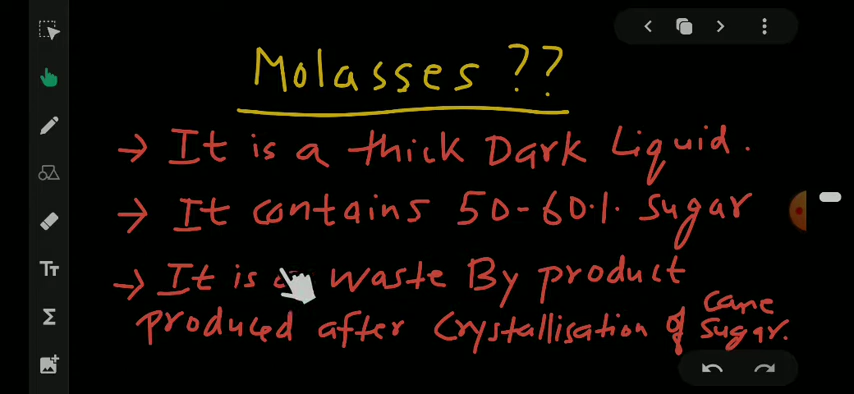 Molasses ??
→ It is a thick Dark Liquid.
→ It contains 50-60% sugar
→ It is waste By product
produced after Crystallisation of cane sugar.
Tт
Σ